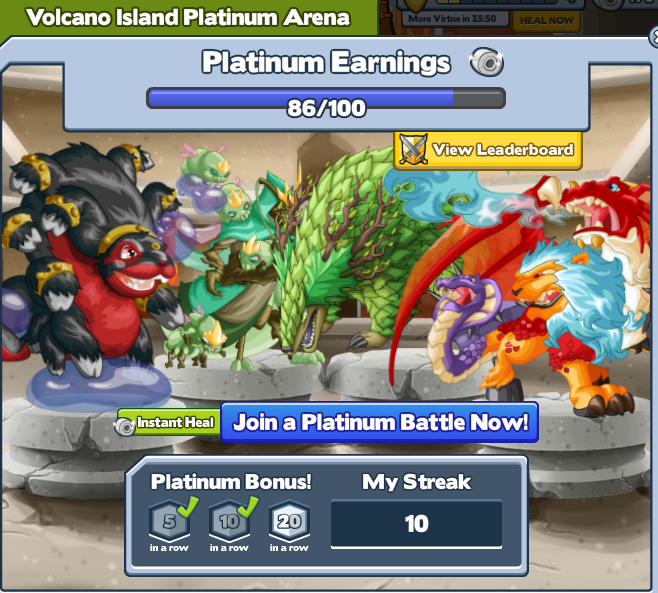 Volcano Island Platinum Arena
More Virtue in 35:50
HEAL NOW
Platinum Earnings
86/100
View Leaderboard
Instant Heal
Join a Platinum Battle Now!
Platinum Bonus!
My Streak
5
10
20
10
in a row
in a row
in a row